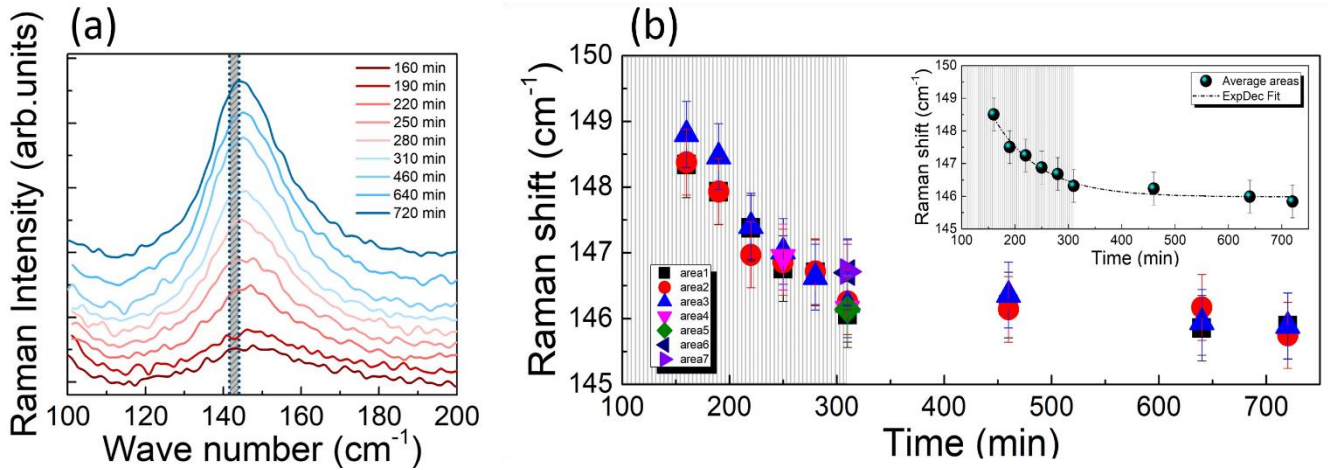 (a)
Raman Intensity (arb.units)
160 min
190 min
220 min
250 min
280 min
310 min
460 min
640 min
720 min
100 120 140 160 180 200
Wave number (cm-1)
(b)
Raman shift (cm-1)
150
149
148
147
146
145
area1
area2
area3
area4
area5
area6
area7
100 200 300 400 500 600 700
Time (min)
Raman shift (cm-1)
150
149
148
147
146
145
Average areas
ExpDec Fit
100 200 300 400 500 600 700
Time (min)